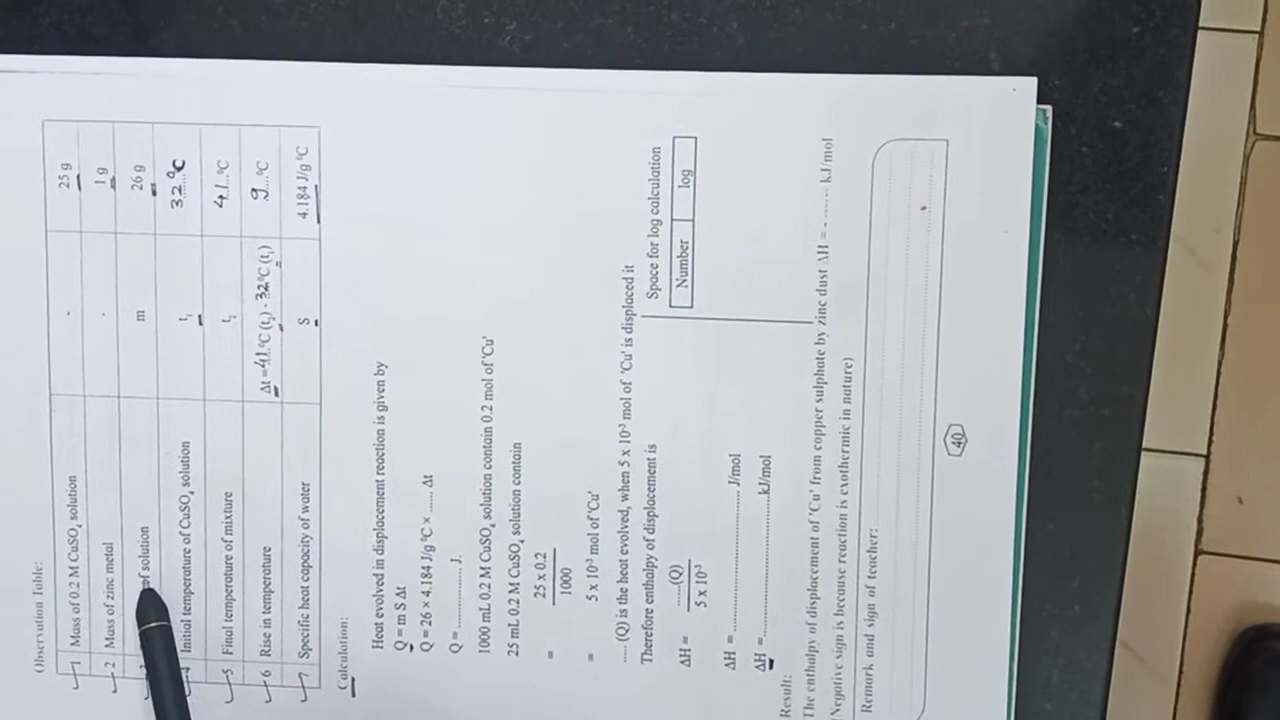 Observation Table:
1 Mass of 0.2 M CuSO₄ solution - 25 g
2 Mass of zinc metal - 1 g
of solution m 26 g
4 Initial temperature of CuSO₄ solution t₁ 32 °C
5 Final temperature of mixture t₂ 41...°C
6 Rise in temperature Δt = 41..°C (t₂) - 32°C (t₁) 9...°C
7 Specific heat capacity of water S 4.184 J/g °C
Calculation:
Heat evolved in displacement reaction is given by
Q = m S Δt
Q = 26 × 4.184 J/g °C × ...... Δt
Q = .................... J.
1000 mL 0.2 M CuSO₄ solution contain 0.2 mol of 'Cu'
25 mL 0.2 M CuSO₄ solution contain
= 25 x 0.2
1000
= 5 x 10⁻³ mol of 'Cu'
...... (Q) is the heat evolved, when 5 x 10⁻³ mol of 'Cu' is displaced it
Therefore enthalpy of displacement is
Space for log calculation
Number log
ΔH = ......(Q)
5 x 10⁻³
ΔH = .................................... J/mol
ΔH = ....................................kJ/mol
Result:
The enthalpy of displacement of 'Cu' from copper sulphate by zinc dust ΔH = - ........ kJ/mol
(Negative sign is because reaction is exothermic in nature)
Remark and sign of teacher:
40